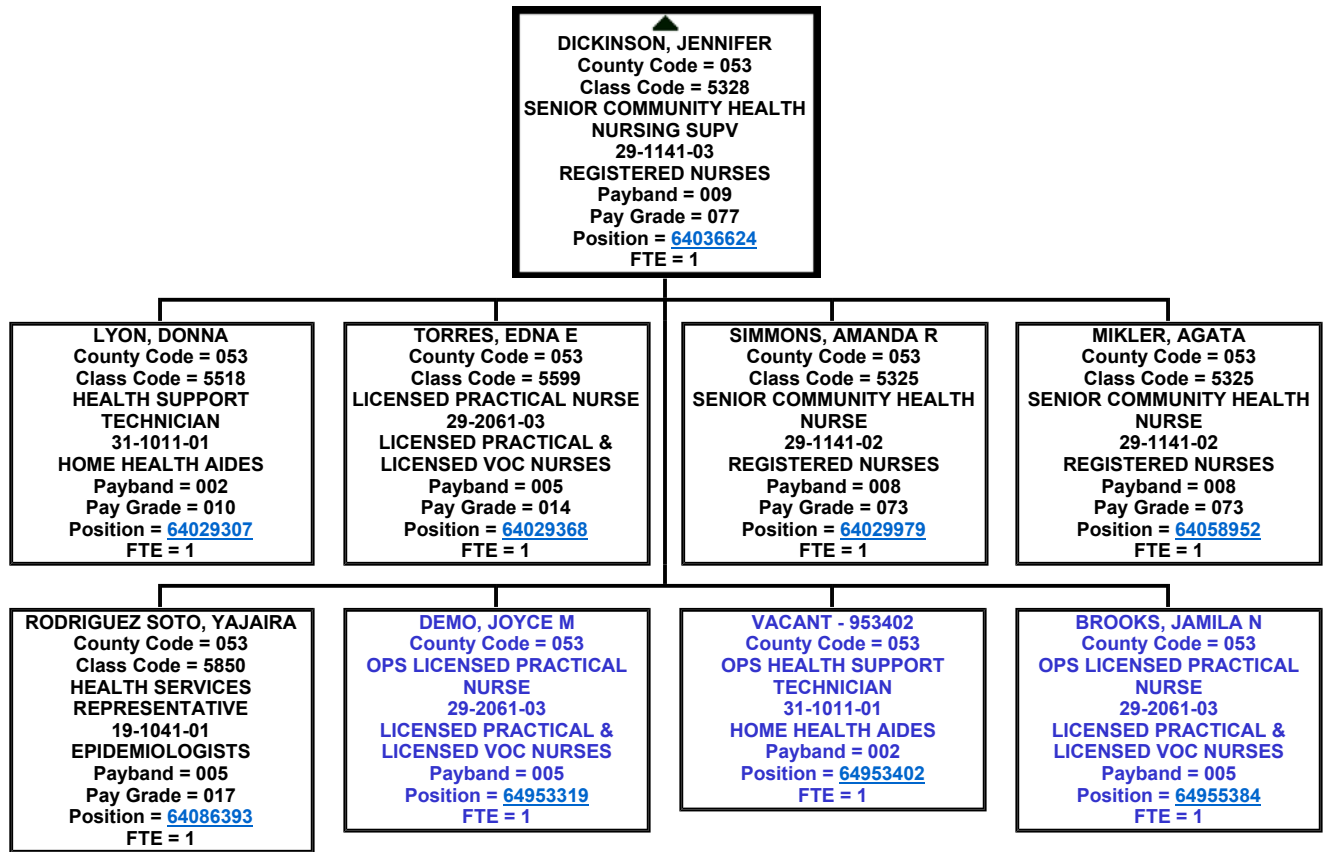 DICKINSON, JENNIFER
County Code = 053
Class Code = 5328
SENIOR COMMUNITY HEALTH
NURSING SUPV
29-1141-03
REGISTERED NURSES
Payband = 009
Pay Grade = 077
Position = 64036624
FTE = 1
LYON, DONNA
County Code = 053
Class Code = 5518
HEALTH SUPPORT
TECHNICIAN
31-1011-01
HOME HEALTH AIDES
Payband = 002
Pay Grade = 010
Position = 64029307
FTE = 1
TORRES, EDNA E
County Code = 053
Class Code = 5599
LICENSED PRACTICAL NURSE
29-2061-03
LICENSED PRACTICAL &
LICENSED VOC NURSES
Payband = 005
Pay Grade = 014
Position = 64029368
FTE = 1
SIMMONS, AMANDA R
County Code = 053
Class Code = 5325
SENIOR COMMUNITY HEALTH
NURSE
29-1141-02
REGISTERED NURSES
Payband = 008
Pay Grade = 073
Position = 64029979
FTE = 1
MIKLER, AGATA
County Code = 053
Class Code = 5325
SENIOR COMMUNITY HEALTH
NURSE
29-1141-02
REGISTERED NURSES
Payband = 008
Pay Grade = 073
Position = 64058952
FTE = 1
RODRIGUEZ SOTO, YAJAIRA
County Code = 053
Class Code = 5850
HEALTH SERVICES
REPRESENTATIVE
19-1041-01
EPIDEMIOLOGISTS
Payband = 005
Pay Grade = 017
Position = 64086393
FTE = 1
DEMO, JOYCE M
County Code = 053
OPS LICENSED PRACTICAL
NURSE
29-2061-03
LICENSED PRACTICAL &
LICENSED VOC NURSES
Payband = 005
Position = 64953319
FTE = 1
VACANT - 953402
County Code = 053
OPS HEALTH SUPPORT
TECHNICIAN
31-1011-01
HOME HEALTH AIDES
Payband = 002
Position = 64953402
FTE = 1
BROOKS, JAMILA N
County Code = 053
OPS LICENSED PRACTICAL
NURSE
29-2061-03
LICENSED PRACTICAL &
LICENSED VOC NURSES
Payband = 005
Position = 64955384
FTE = 1